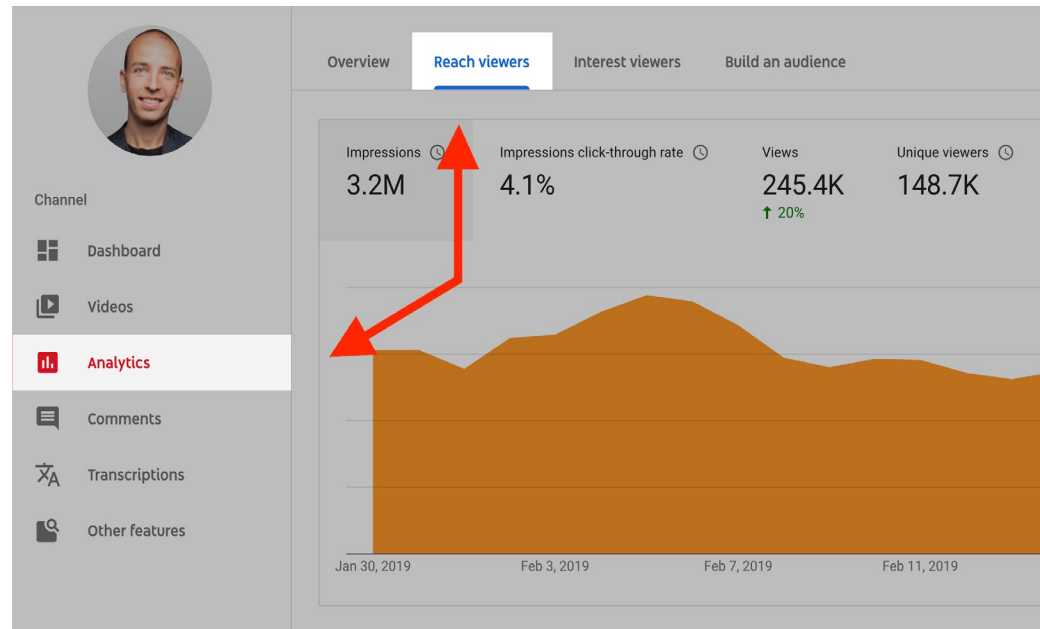 Overview
Reach viewers
Interest viewers
Build an audience
Impressions
Impressions click-through rate
Views
Unique viewers
3.2M
4.1%
245.4K
148.7K
20%
Channel
Dashboard
Videos
Analytics
Comments
Transcriptions
Other features
Jan 30, 2019
Feb 3, 2019
Feb 7, 2019
Feb 11, 2019